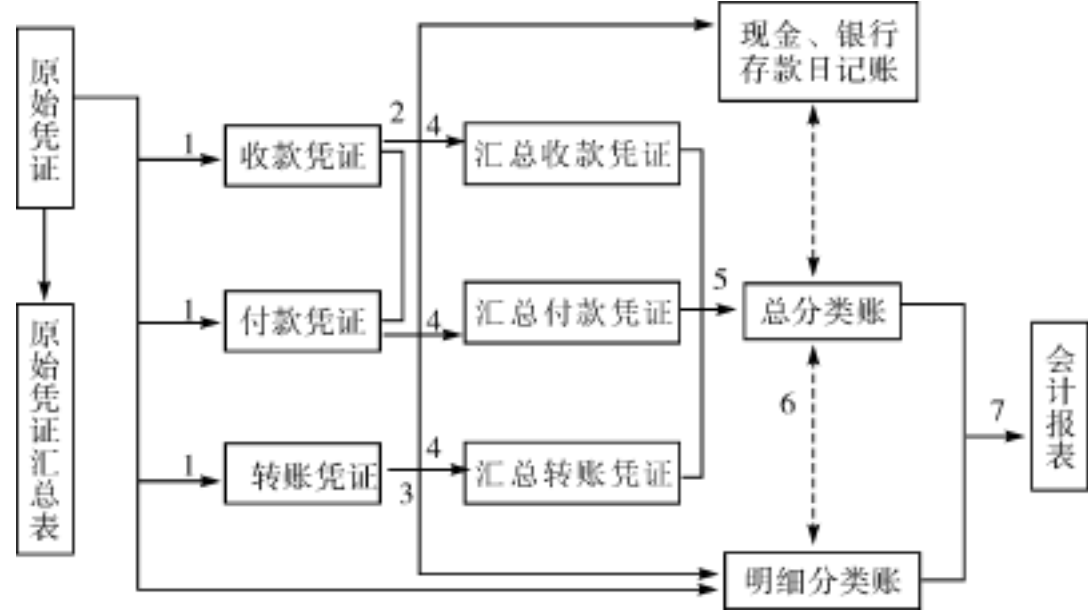 原始凭证
原始凭证汇总表
1
收款凭证
1
付款凭证
1
转账凭证
2
3
4
汇总收款凭证
4
汇总付款凭证
4
汇总转账凭证
5
现金、银行
存款日记账
总分类账
6
明细分类账
7
会计报表